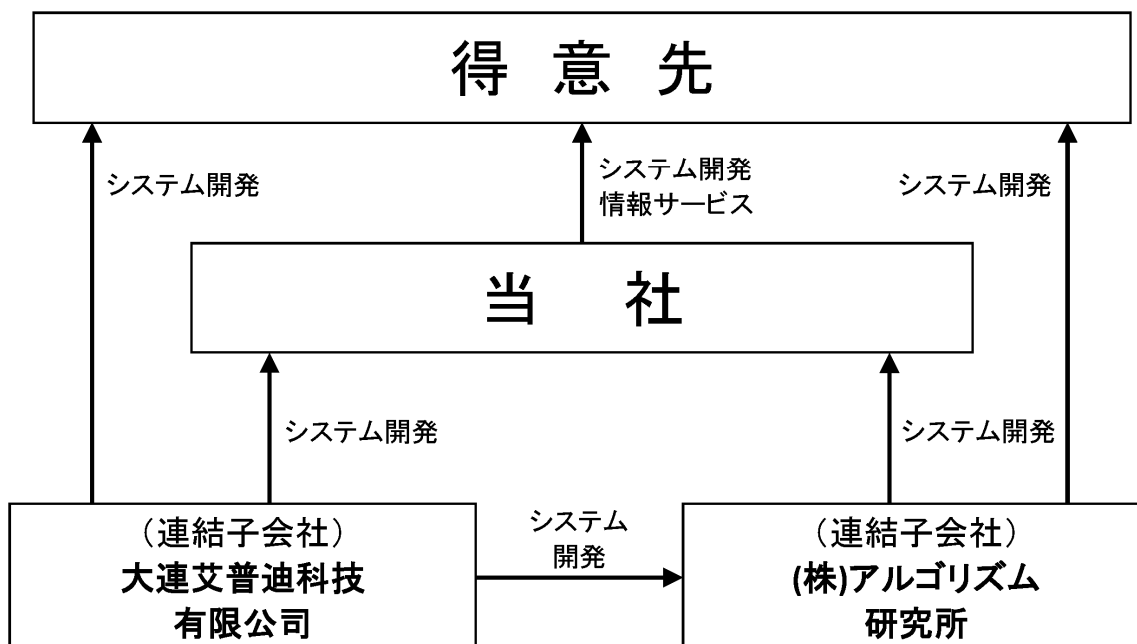 得 意 先
システム開発
システム開発
情報サービス
システム開発
当 社
システム開発
システム開発
(連結子会社)
大連艾普迪科技
有限公司
システム
開発
(連結子会社)
(株)アルゴリズム
研究所